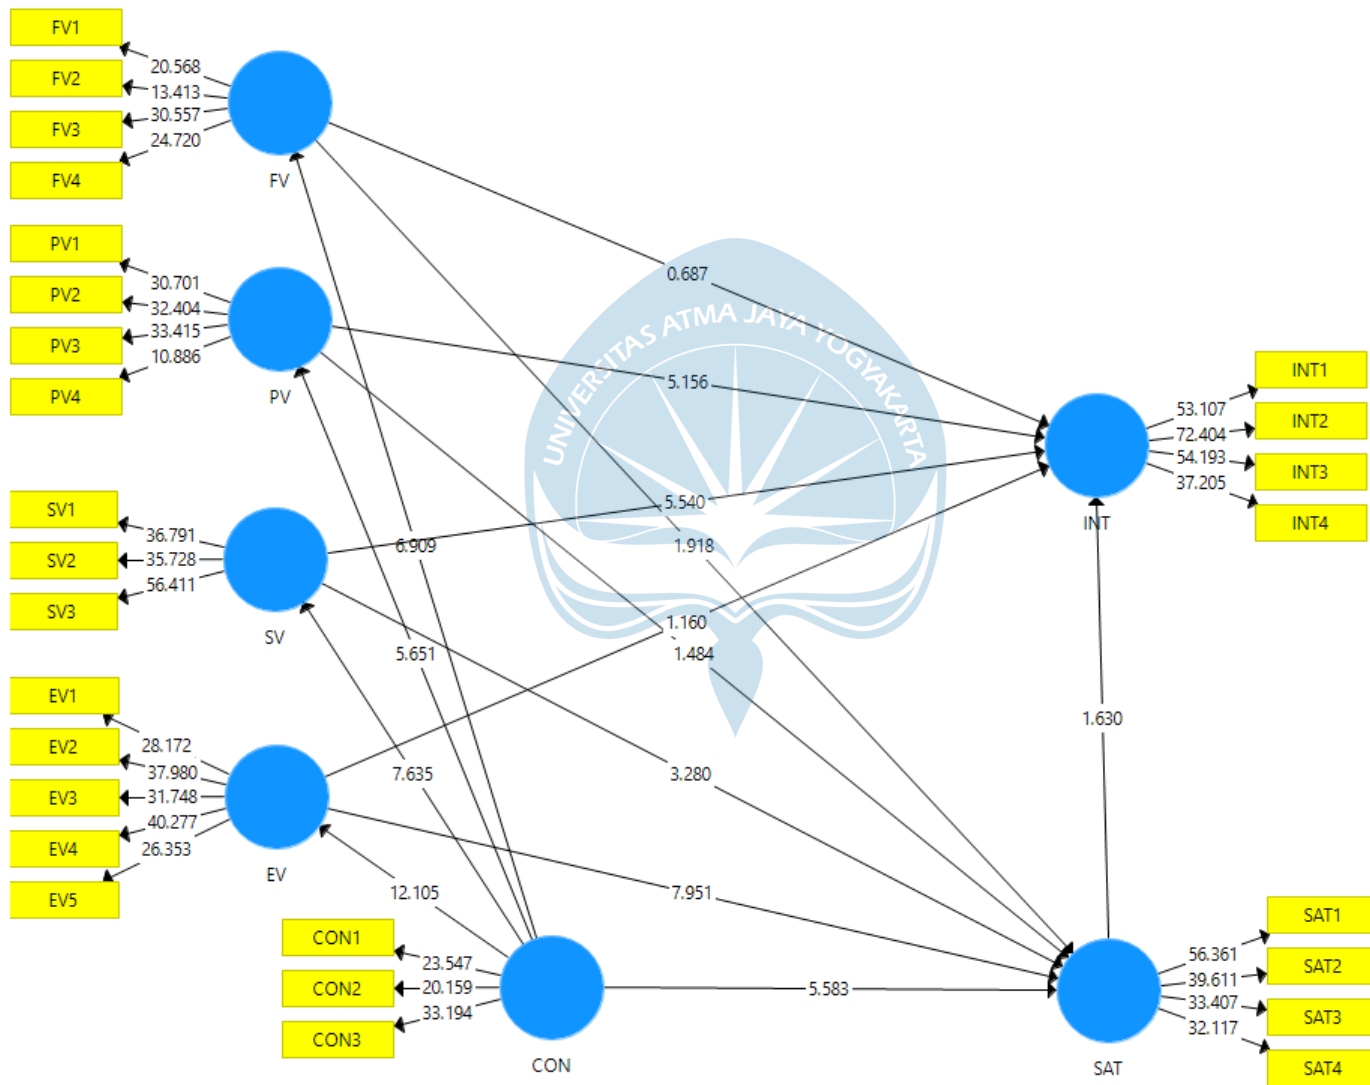 FV1
FV2
FV3
FV4
20.568
13.413
30.557
24.720
FV
PV1
PV2
PV3
PV4
30.701
32.404
33.415
10.886
PV
SV1
SV2
SV3
36.791
35.728
56.411
SV
EV1
EV2
EV3
EV4
EV5
28.172
37.980
31.748
40.277
26.353
EV
CON1
CON2
CON3
23.547
20.159
33.194
CON
6.909
5.651
7.635
12.105
0.687
5.156
5.540
1.918
1.160
1.484
3.280
7.951
5.583
1.630
UNIVERSITAS ATMA JAYA YOGYAKARTA
INT
53.107
72.404
54.193
37.205
INT1
INT2
INT3
INT4
SAT
56.361
39.611
33.407
32.117
SAT1
SAT2
SAT3
SAT4